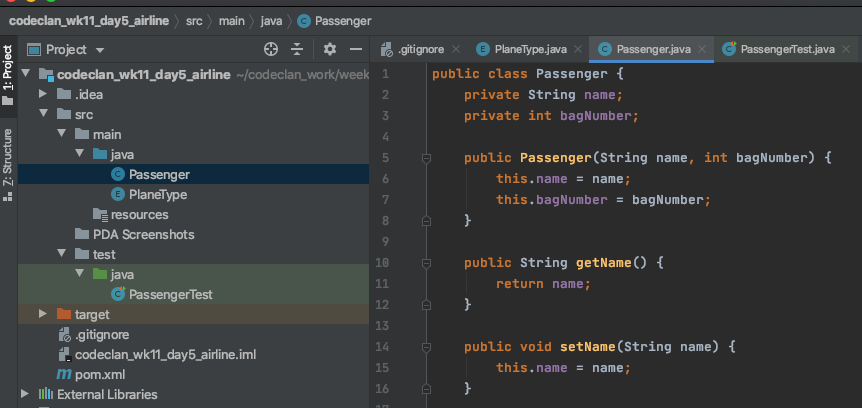 codeclan_wk11_day5_airline 〉 src 〉 main 〉 java 〉 Passenger
1: Project
Z: Structure
Project
codeclan_wk11_day5_airline ~/codeclan_work/week
.idea
src
main
java
Passenger
PlaneType
resources
PDA Screenshots
test
java
PassengerTest
target
.gitignore
codeclan_wk11_day5_airline.iml
pom.xml
External Libraries
.gitignore
PlaneType.java
Passenger.java
PassengerTest.java
1 public class Passenger {
2 private String name;
3 private int bagNumber;
4
5 public Passenger(String name, int bagNumber) {
6 this.name = name;
7 this.bagNumber = bagNumber;
8 }
9
10 public String getName() {
11 return name;
12 }
13
14 public void setName(String name) {
15 this.name = name;
16 }